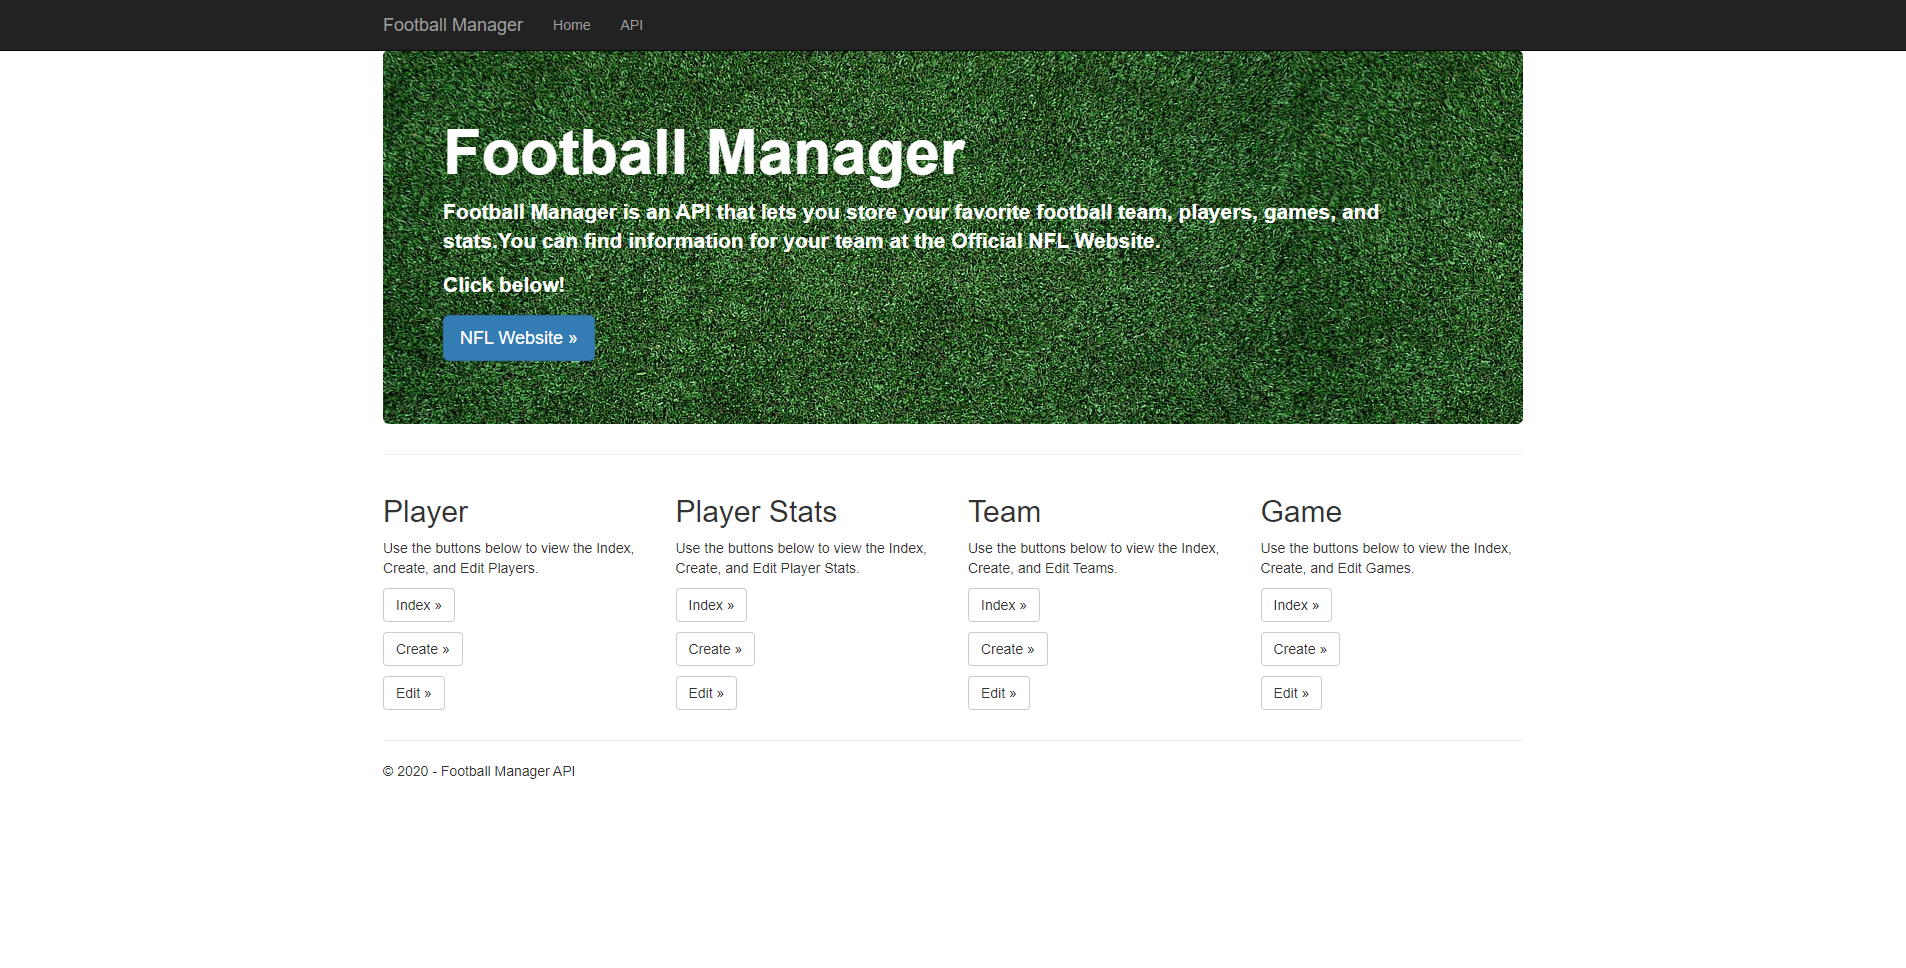 Football Manager Home API
Football Manager
Football Manager is an API that lets you store your favorite football team, players, games, and
stats.You can find information for your team at the Official NFL Website.
Click below!
NFL Website »
Player
Use the buttons below to view the Index,
Create, and Edit Players.
Index »
Create »
Edit »
Player Stats
Use the buttons below to view the Index,
Create, and Edit Player Stats.
Index »
Create »
Edit »
Team
Use the buttons below to view the Index,
Create, and Edit Teams.
Index »
Create »
Edit »
Game
Use the buttons below to view the Index,
Create, and Edit Games.
Index »
Create »
Edit »
© 2020 - Football Manager API